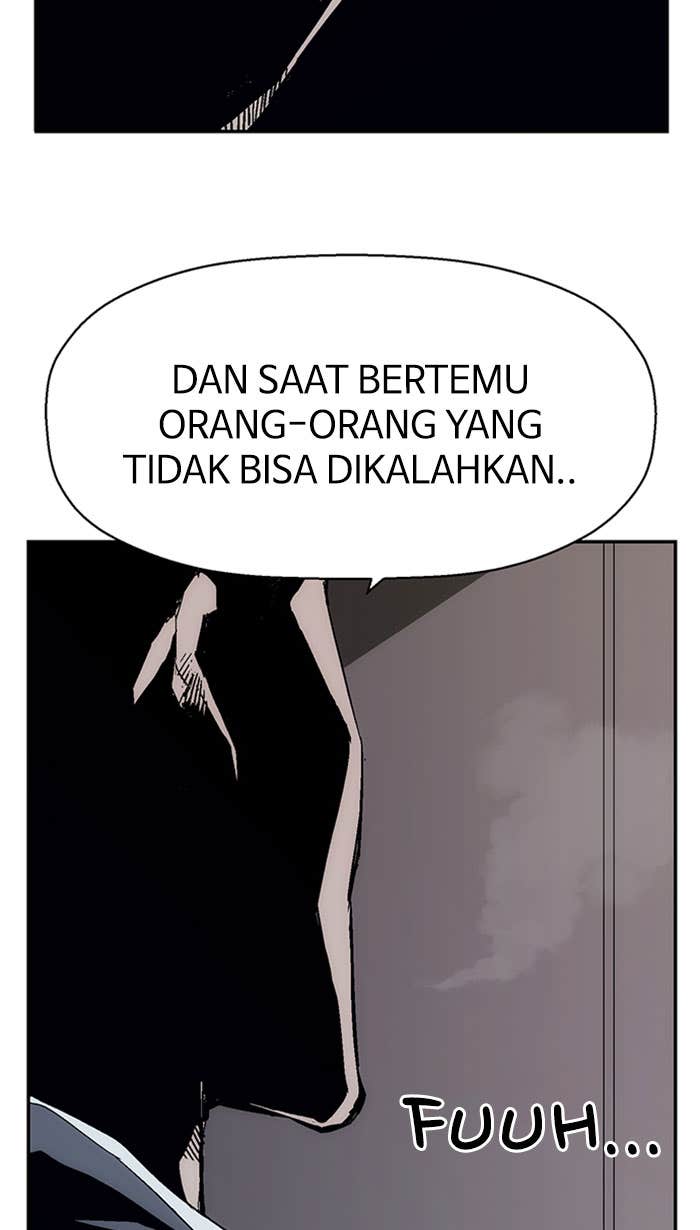 DAN SAAT BERTEMU
ORANG-ORANG YANG
TIDAK BISA DIKALAHKAN..
FUUH...